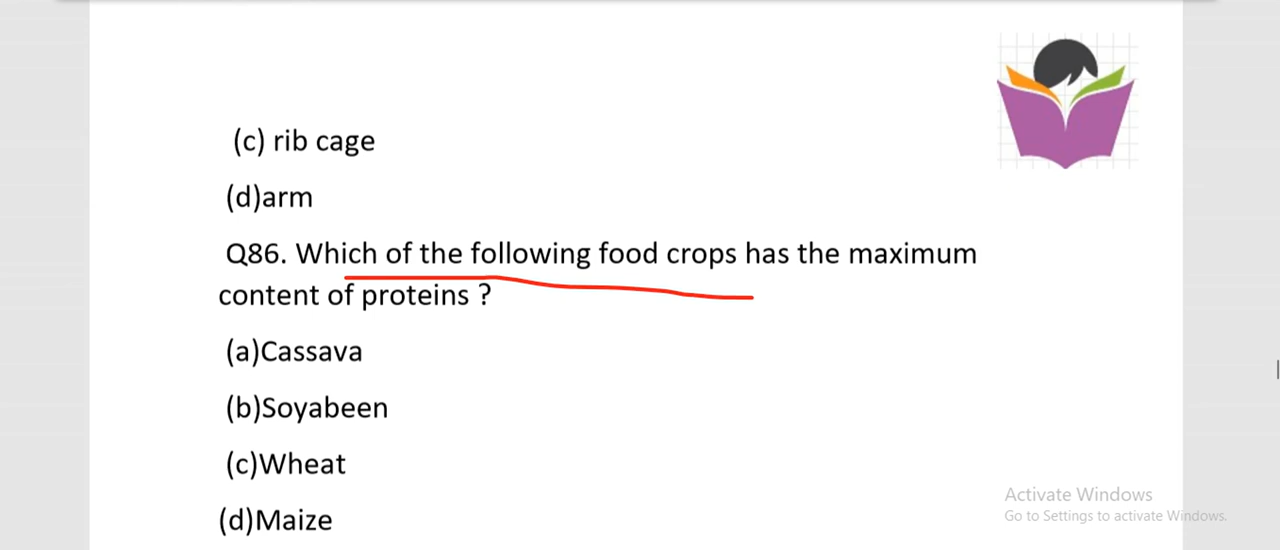 (c) rib cage
(d)arm
Q86. Which of the following food crops has the maximum
content of proteins ?
(a)Cassava
(b)Soyabeen
(c)Wheat
(d)Maize
Activate Windows
Go to Settings to activate Windows.